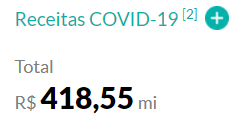 Receitas COVID-19 [2]
Total
R$ 418,55 mi